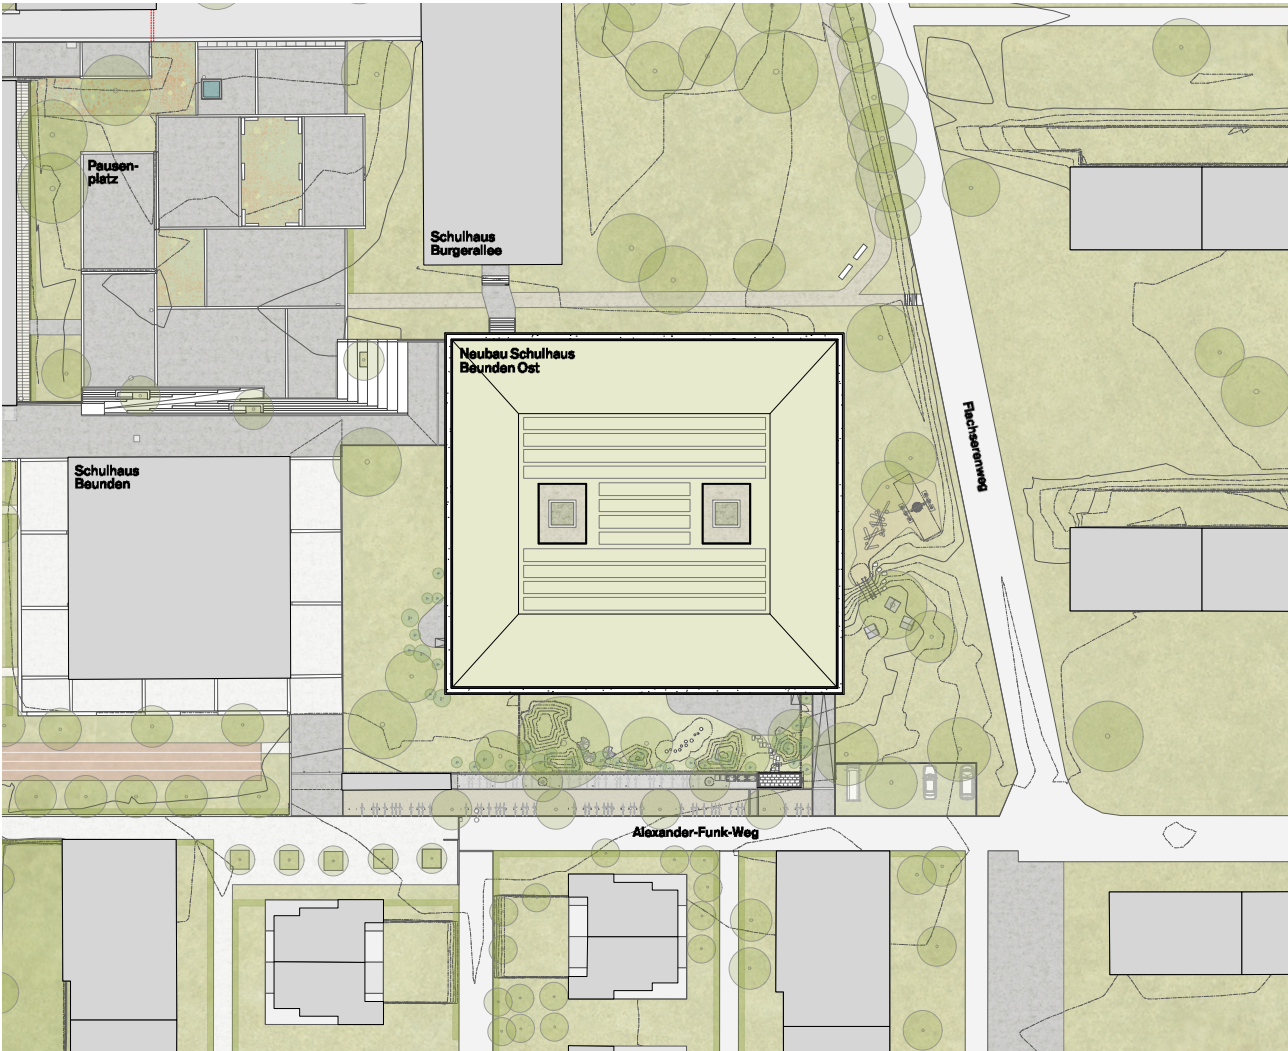 Pausen-
platz
Schulhaus
Burgerallee
Neubau Schulhaus
Beunden Ost
Schulhaus
Beunden
Flachserenweg
Alexander-Funk-Weg